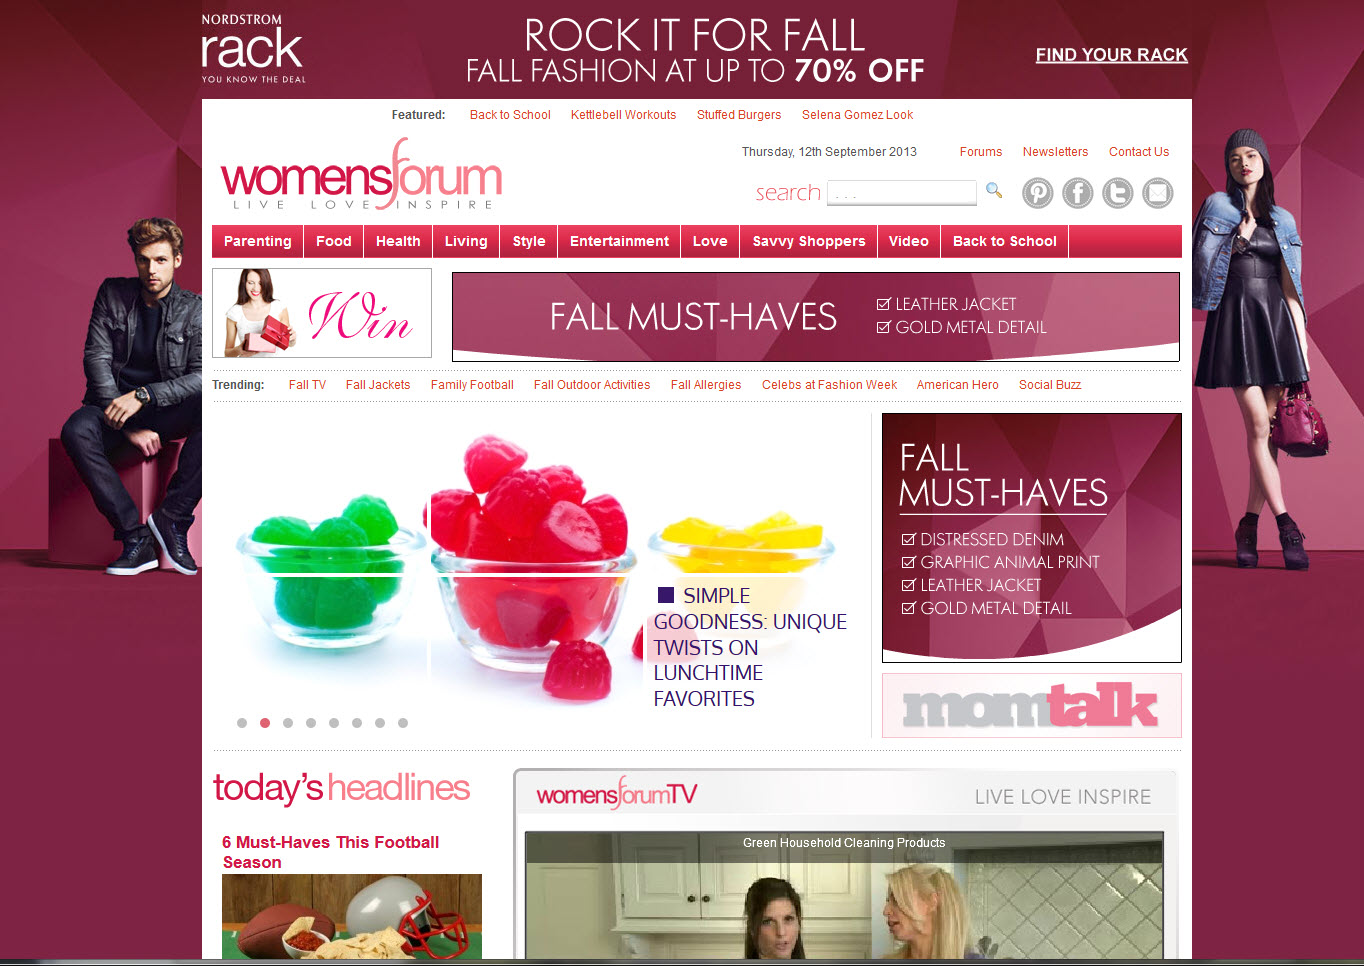 NORDSTROM
rack
YOU KNOW THE DEAL
ROCK IT FOR FALL
FALL FASHION AT UP TO 70% OFF
FIND YOUR RACK
Featured: Back to School Kettlebell Workouts Stuffed Burgers Selena Gomez Look
womensforum
LIVE LOVE INSPIRE
Thursday, 12th September 2013 Forums Newsletters Contact Us
search ...
Parenting Food Health Living Style Entertainment Love Savvy Shoppers Video Back to School
Win
FALL MUST-HAVES
LEATHER JACKET
GOLD METAL DETAIL
Trending: Fall TV Fall Jackets Family Football Fall Outdoor Activities Fall Allergies Celebs at Fashion Week American Hero Social Buzz
SIMPLE
GOODNESS: UNIQUE
TWISTS ON
LUNCHTIME
FAVORITES
FALL
MUST-HAVES
DISTRESSED DENIM
GRAPHIC ANIMAL PRINT
LEATHER JACKET
GOLD METAL DETAIL
momtalk
today's headlines
6 Must-Haves This Football
Season
womensforumTV
LIVE LOVE INSPIRE
Green Household Cleaning Products